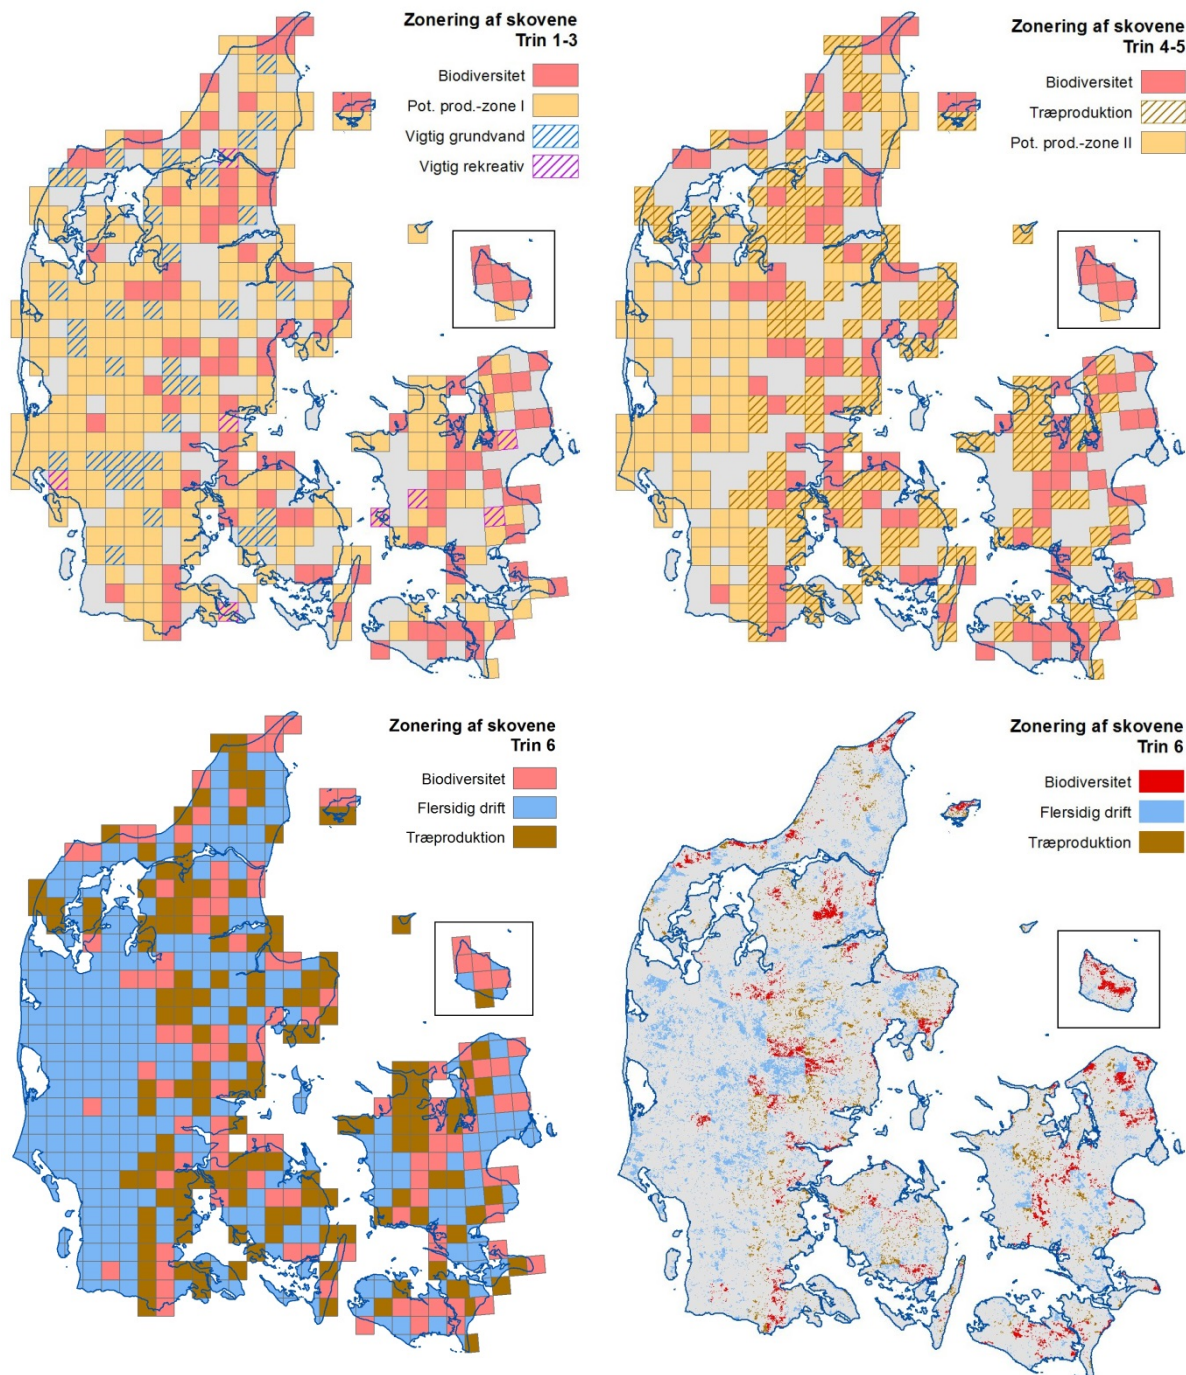 Zonering af skovene
Trin 1-3
Biodiversitet
Pot. prod.-zone I
Vigtig grundvand
Vigtig rekreativ
Zonering af skovene
Trin 4-5
Biodiversitet
Træproduktion
Pot. prod.-zone II
Zonering af skovene
Trin 6
Biodiversitet
Flersidig drift
Træproduktion
Zonering af skovene
Trin 6
Biodiversitet
Flersidig drift
Træproduktion